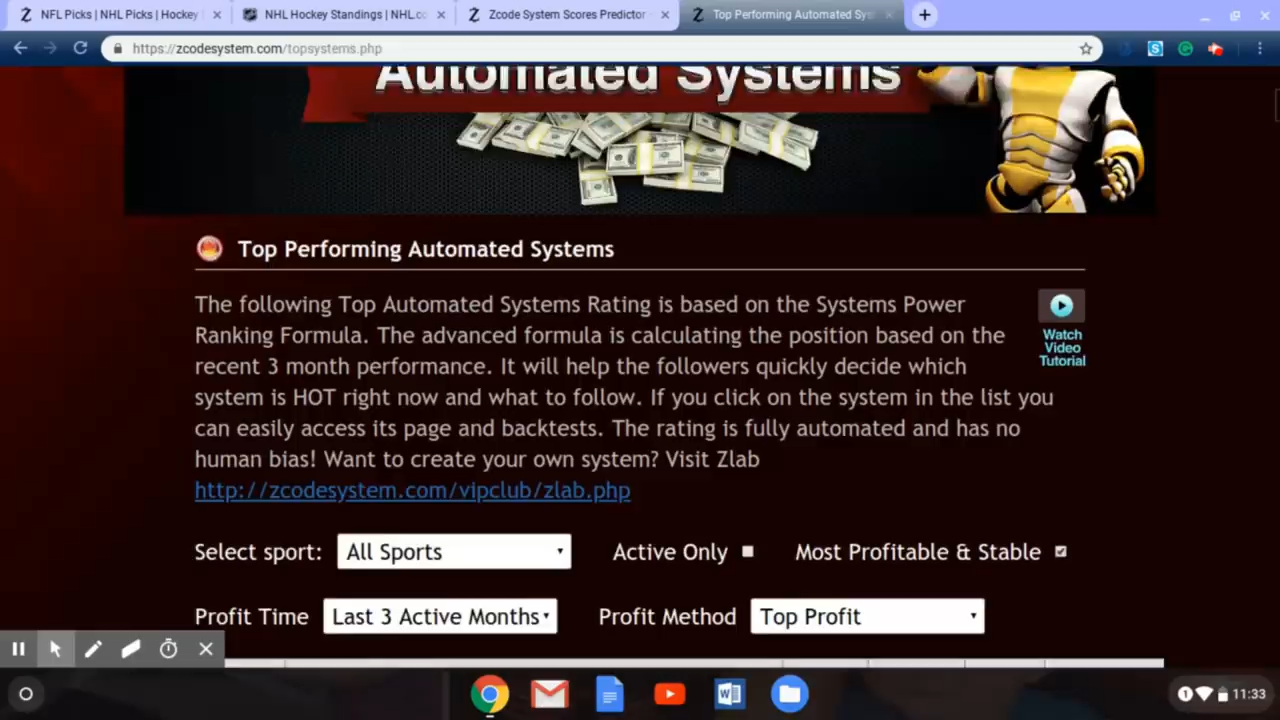 NFL Picks | NHL Picks | Hockey
NHL Hockey Standings | NHL.co
Zcode System Scores Predictor
Top Performing Automated Sys
https://zcodesystem.com/topsystems.php
Automated Systems
Top Performing Automated Systems
The following Top Automated Systems Rating is based on the Systems Power
Ranking Formula. The advanced formula is calculating the position based on the
recent 3 month performance. It will help the followers quickly decide which
system is HOT right now and what to follow. If you click on the system in the list you
can easily access its page and backtests. The rating is fully automated and has no
human bias! Want to create your own system? Visit Zlab
http://zcodesystem.com/vipclub/zlab.php
Watch
Video
Tutorial
Select sport: All Sports Active Only Most Profitable & Stable
Profit Time Last 3 Active Months Profit Method Top Profit
1 11:33